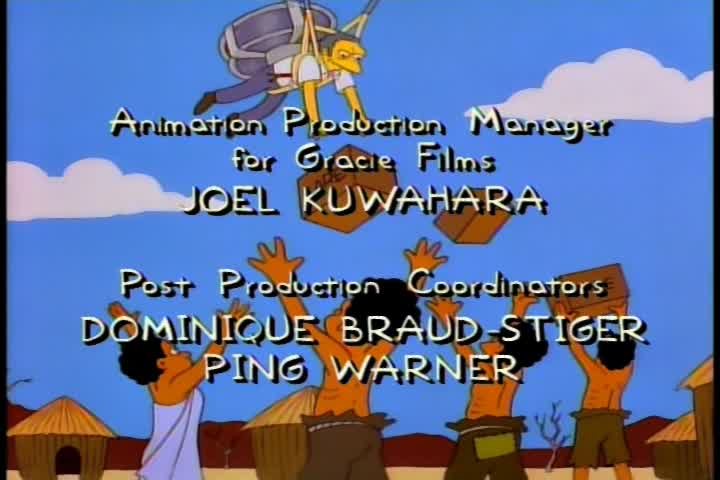 Animation Production Manager
for Gracie Films
JOEL KUWAHARA
Post Production Coordinators
DOMINIQUE BRAUD-STIGER
PING WARNER